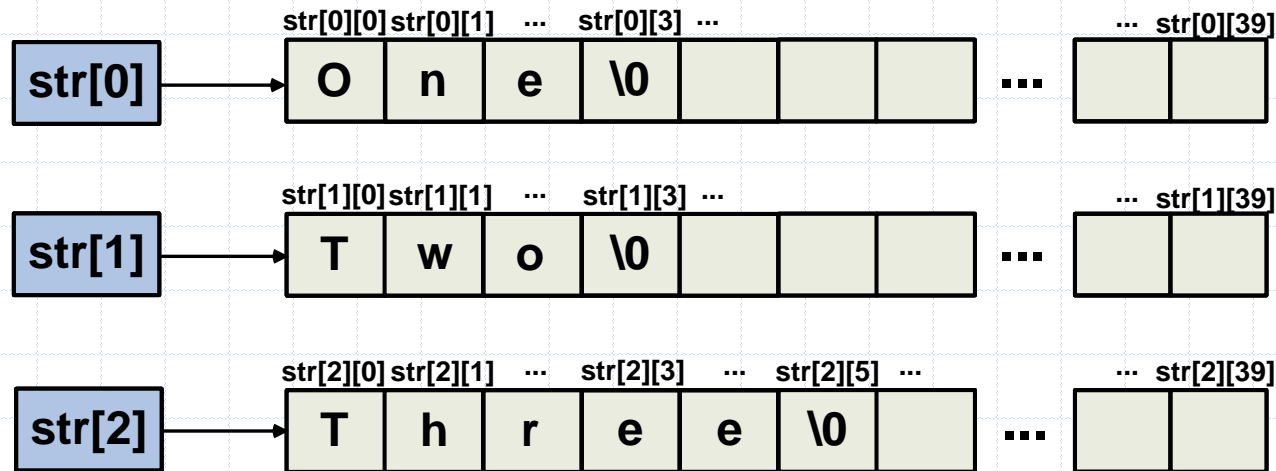 str[0][0] str[0][1] ... str[0][3] ... ... str[0][39]
str[0] O n e \0 ...
str[1][0] str[1][1] ... str[1][3] ... ... str[1][39]
str[1] T w o \0 ...
str[2][0] str[2][1] ... str[2][3] ... str[2][5] ... ... str[2][39]
str[2] T h r e e \0 ...